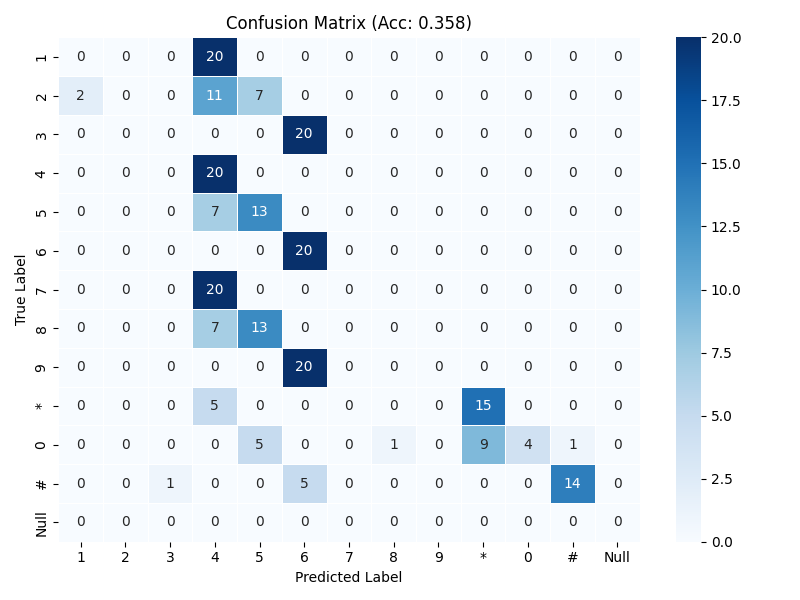 Confusion Matrix (Acc: 0.358)
1 0 0 0 20 0 0 0 0 0 0 0 0 0
2 2 0 0 11 7 0 0 0 0 0 0 0 0
3 0 0 0 0 0 20 0 0 0 0 0 0 0
4 0 0 0 20 0 0 0 0 0 0 0 0 0
5 0 0 0 7 13 0 0 0 0 0 0 0 0
6 0 0 0 0 0 20 0 0 0 0 0 0 0
7 0 0 0 20 0 0 0 0 0 0 0 0 0
8 0 0 0 7 13 0 0 0 0 0 0 0 0
9 0 0 0 0 0 20 0 0 0 0 0 0 0
* 0 0 0 5 0 0 0 0 0 15 0 0 0
0 0 0 0 0 5 0 0 1 0 9 4 1 0
# 0 0 1 0 0 5 0 0 0 0 0 14 0
Null 0 0 0 0 0 0 0 0 0 0 0 0 0
1 2 3 4 5 6 7 8 9 * 0 # Null
Predicted Label
True Label
20.0
17.5
15.0
12.5
10.0
7.5
5.0
2.5
0.0